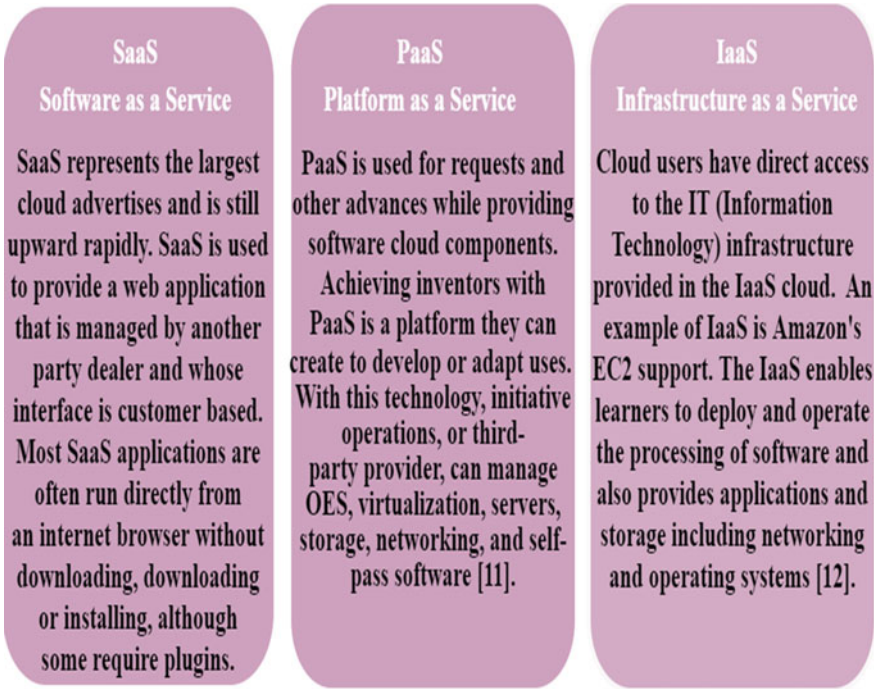 SaaS
Software as a Service
SaaS represents the largest
cloud advertises and is still
upward rapidly. SaaS is used
to provide a web application
that is managed by another
party dealer and whose
interface is customer based.
Most SaaS applications are
often run directly from
an internet browser without
downloading, downloading
or installing, although
some require plugins.
PaaS
Platform as a Service
PaaS is used for requests and
other advances while providing
software cloud components.
Achieving inventors with
PaaS is a platform they can
create to develop or adapt uses.
With this technology, initiative
operations, or third-
party provider, can manage
OES, virtualization, servers,
storage, networking, and self-
pass software [11].
IaaS
Infrastructure as a Service
Cloud users have direct access
to the IT (Information
Technology) infrastructure
provided in the IaaS cloud. An
example of IaaS is Amazon's
EC2 support. The IaaS enables
learners to deploy and operate
the processing of software and
also provides applications and
storage including networking
and operating systems [12].